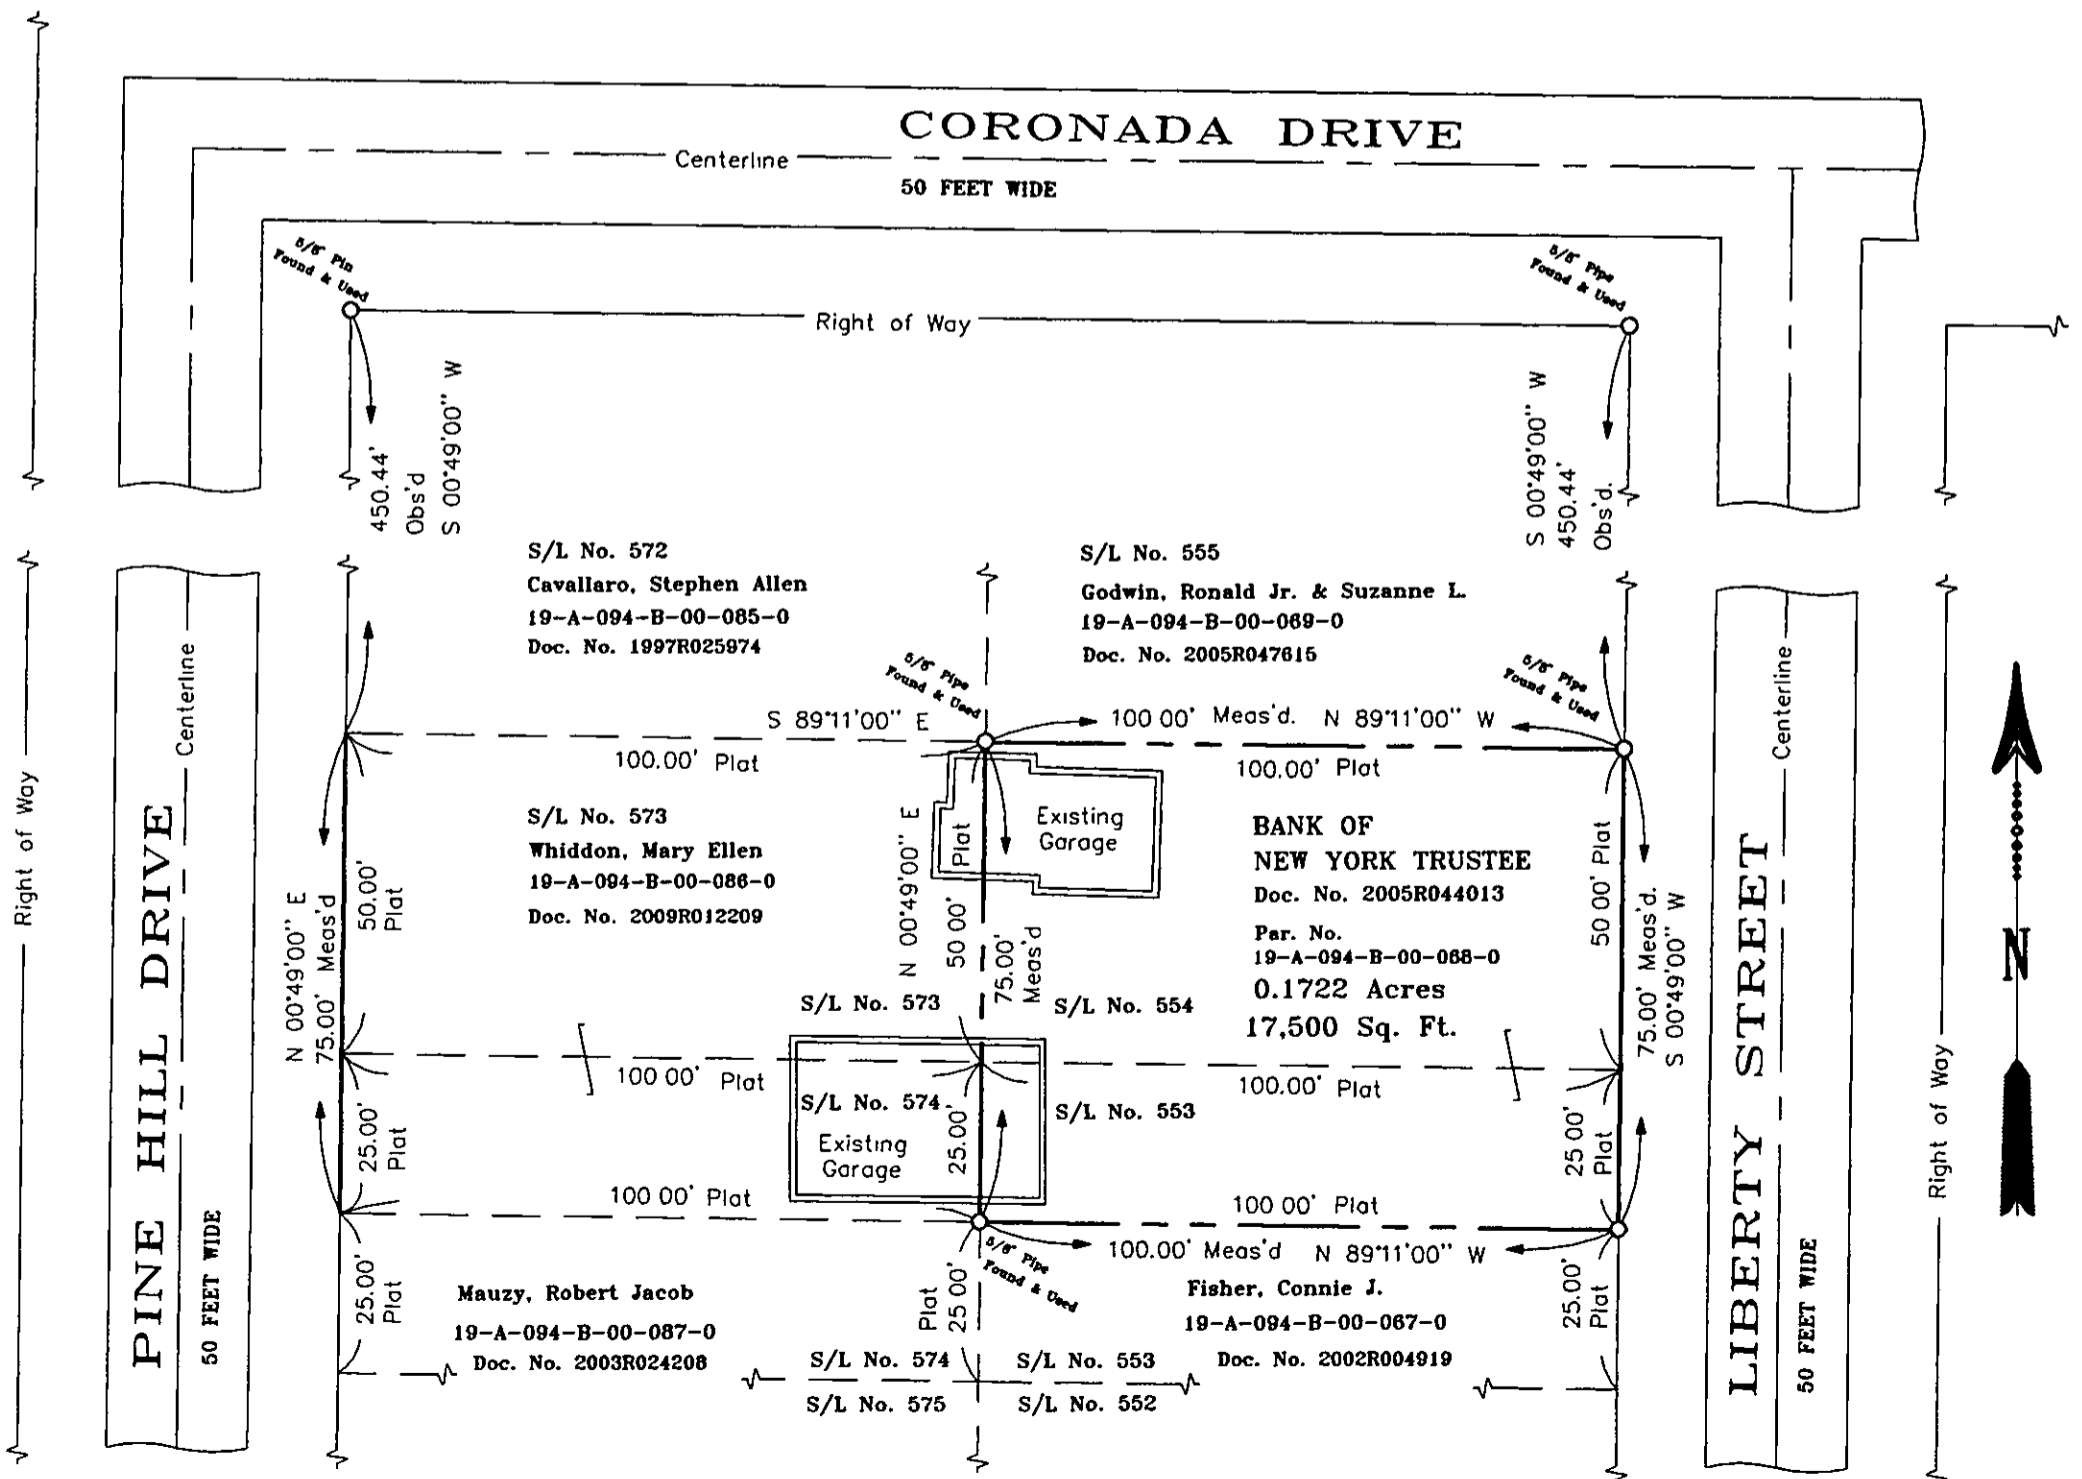 CORONADA DRIVE
Centerline
50 FEET WIDE
5/8" Pin
Found & Used
5/8" Pipe
Found & Used
Right of Way
450.44'
Obs'd
S 00°49'00" W
S 00°49'00" W
450.44'
Obs'd.
S/L No. 572
Cavallaro, Stephen Allen
19-A-094-B-00-085-0
Doc. No. 1997R025974
S/L No. 555
Godwin, Ronald Jr. & Suzanne L.
19-A-094-B-00-069-0
Doc. No. 2005R047615
5/8" Pipe
Found & Used
5/8" Pipe
Found & Used
S 89°11'00" E
100 00' Meas'd. N 89°11'00" W
100.00' Plat
100.00' Plat
Right of Way
Centerline
PINE HILL DRIVE
50 FEET WIDE
N 00°49'00" E
75.00' Meas'd
50.00'
Plat
S/L No. 573
Whiddon, Mary Ellen
19-A-094-B-00-086-0
Doc. No. 2009R012209
N 00°49'00" E
50 00'
Plat
75.00'
Meas'd
Existing
Garage
BANK OF
NEW YORK TRUSTEE
Doc. No. 2005R044013
Par. No.
19-A-094-B-00-068-0
0.1722 Acres
17,500 Sq. Ft.
50 00' Plat
75.00' Meas'd.
S 00°49'00" W
Centerline
LIBERTY STREET
50 FEET WIDE
Right of Way
N
S/L No. 573
S/L No. 554
100 00' Plat
100.00' Plat
S/L No. 574
S/L No. 553
Existing
Garage
25.00'
25.00'
Plat
25 00'
Plat
100 00' Plat
100 00' Plat
5/8" Pipe
Found & Used
100.00' Meas'd N 89°11'00" W
25.00'
Plat
Mauzy, Robert Jacob
19-A-094-B-00-087-0
Doc. No. 2003R024208
Plat
25 00'
Fisher, Connie J.
19-A-094-B-00-067-0
Doc. No. 2002R004919
25.00'
Plat
S/L No. 574
S/L No. 553
S/L No. 575
S/L No. 552